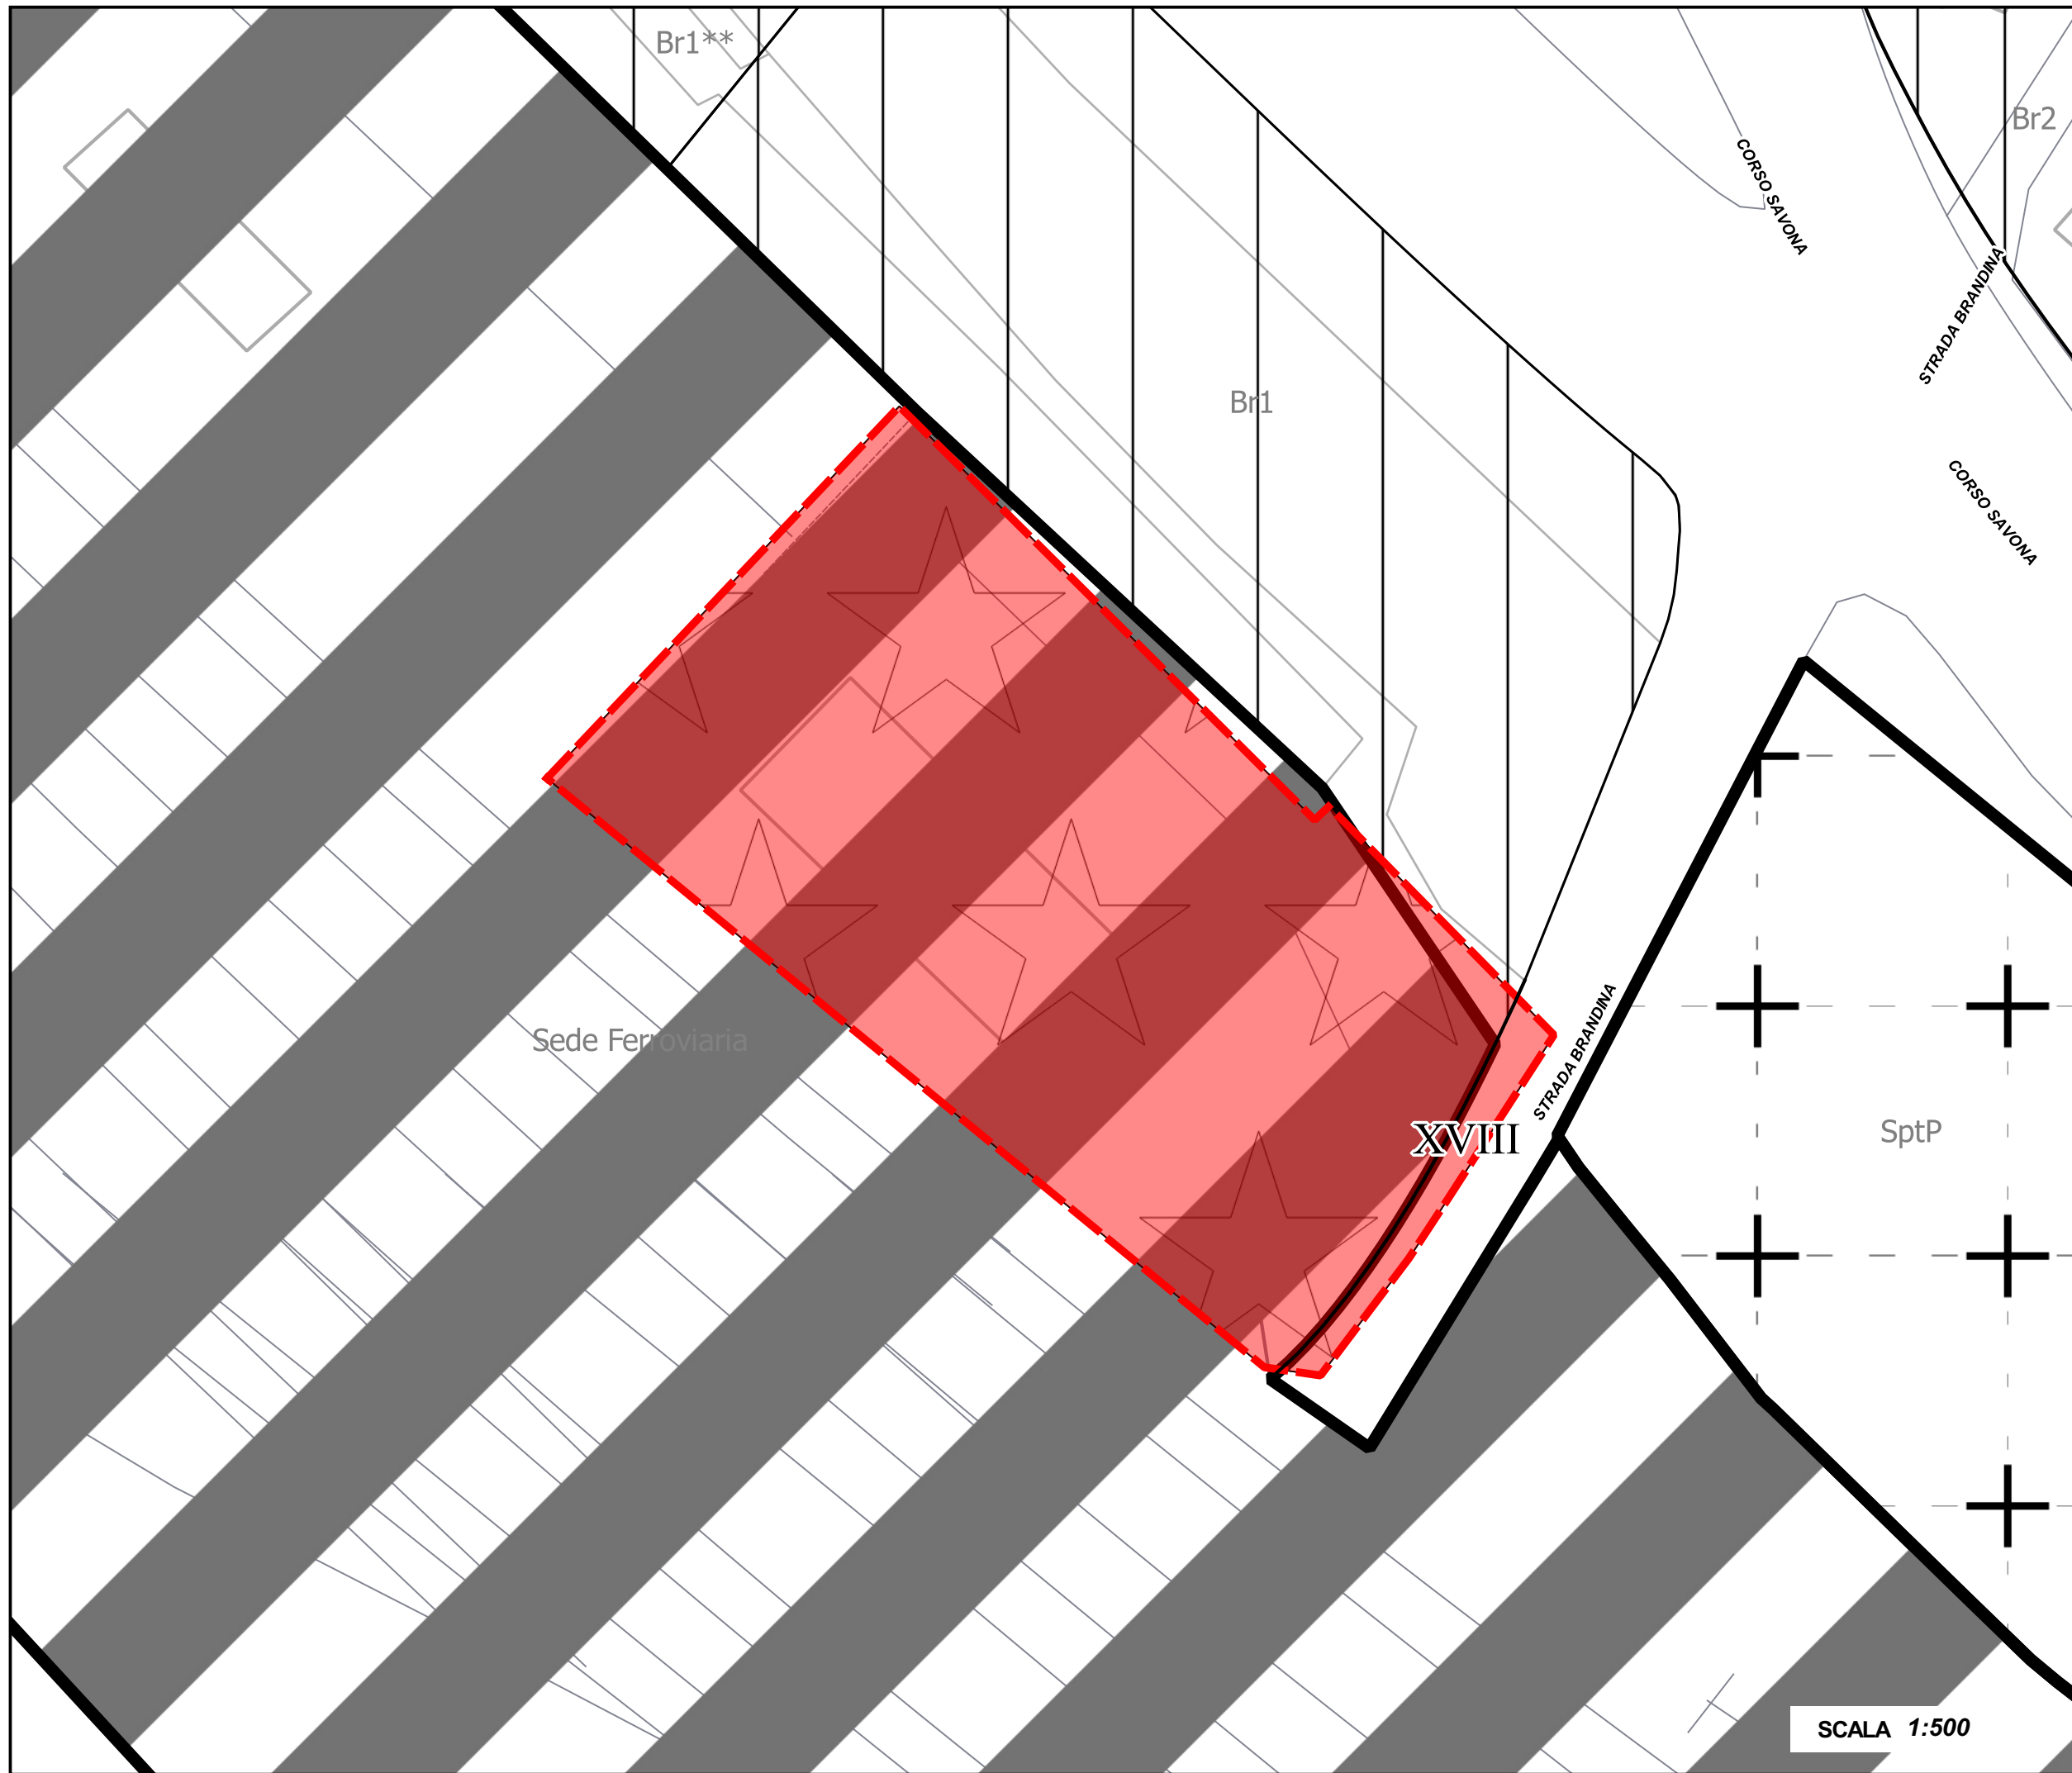 Br1**
Br2
CORSO SAVONA
STRADA BRANDINA
Br1
CORSO SAVONA
Sede Ferroviaria
STRADA BRANDINA
XVIII
SptP
SCALA 1:500